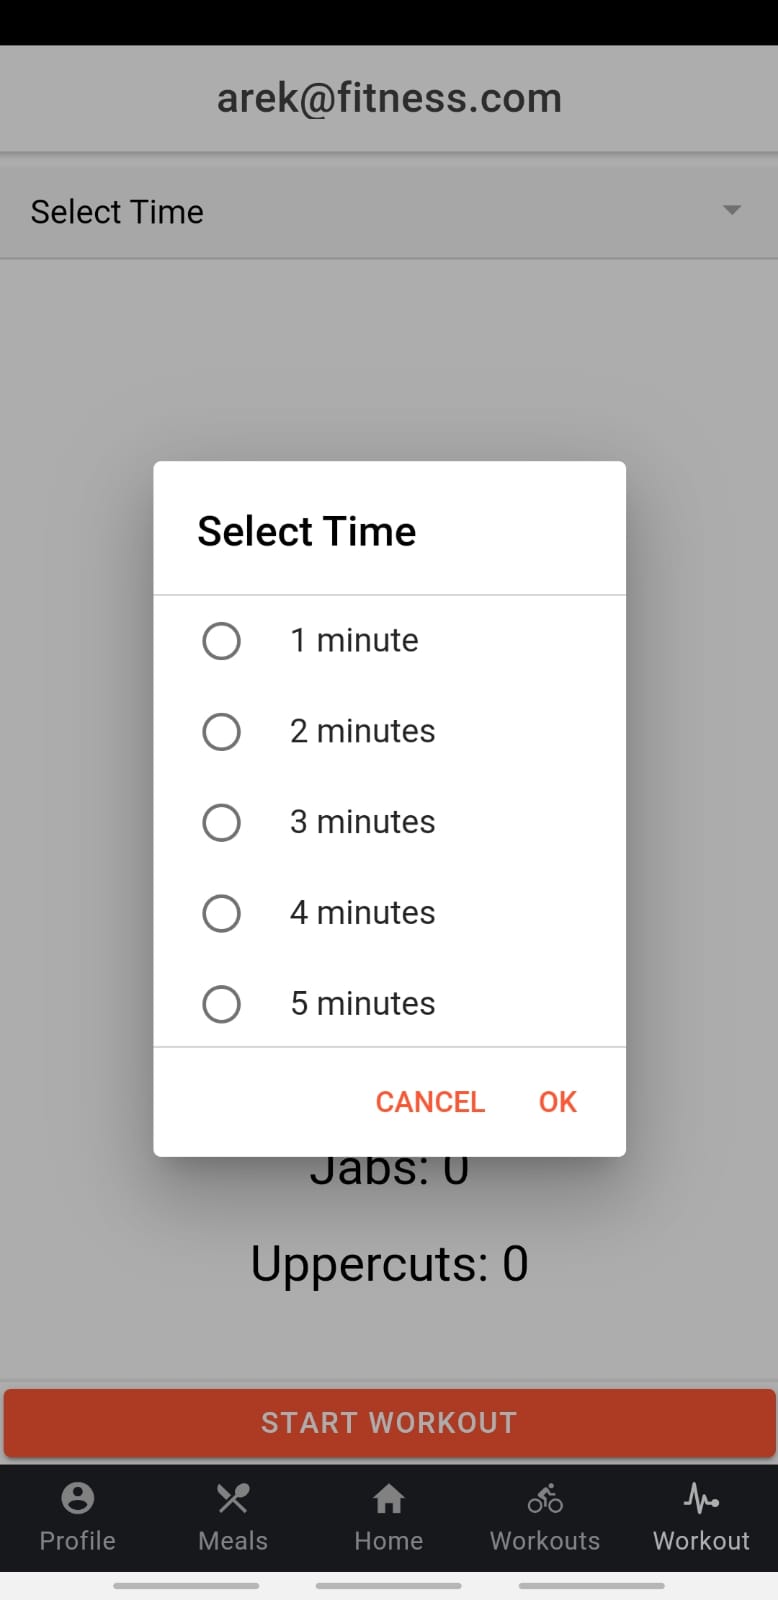 arek@fitness.com
Select Time
Select Time
1 minute
2 minutes
3 minutes
4 minutes
5 minutes
CANCEL OK
Jabs: 0
Uppercuts: 0
START WORKOUT
Profile Meals Home Workouts Workout